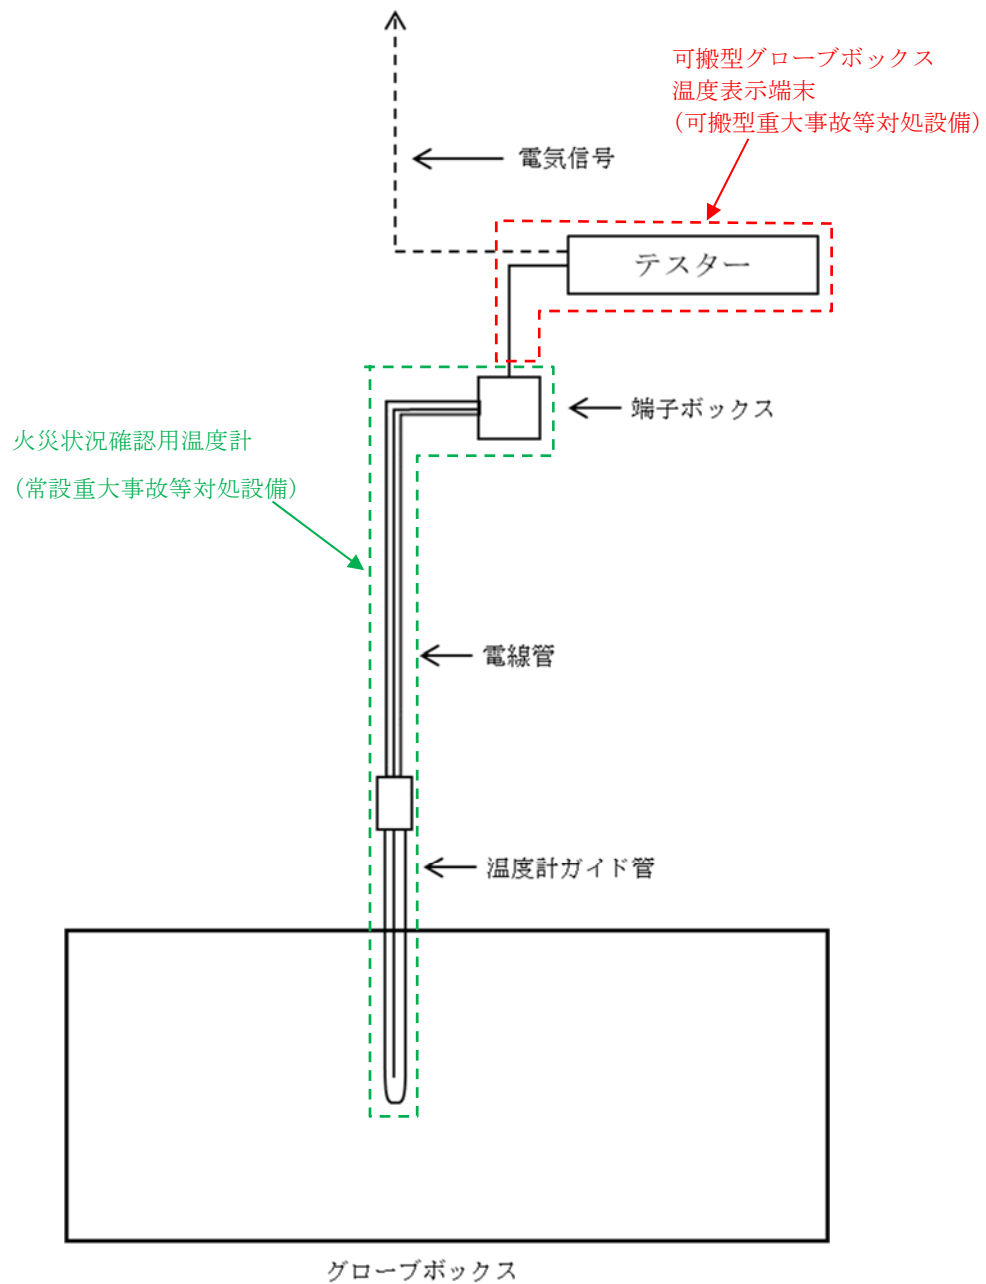 可搬型グローブボックス
温度表示端末
(可搬型重大事故等対処設備)
電気信号
テスター
端子ボックス
火災状況確認用温度計
(常設重大事故等対処設備)
電線管
温度計ガイド管
グローブボックス